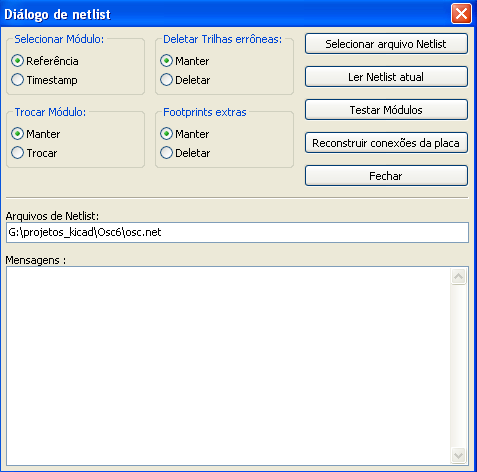 Diálogo de netlist
Selecionar Módulo:
Referência
Timestamp
Deletar Trilhas errôneas:
Manter
Deletar
Trocar Módulo:
Manter
Trocar
Footprints extras
Manter
Deletar
Selecionar arquivo Netlist
Ler Netlist atual
Testar Módulos
Reconstruir conexões da placa
Fechar
Arquivos de Netlist:
G:\projetos_kicad\Osc6\osc.net
Mensagens :